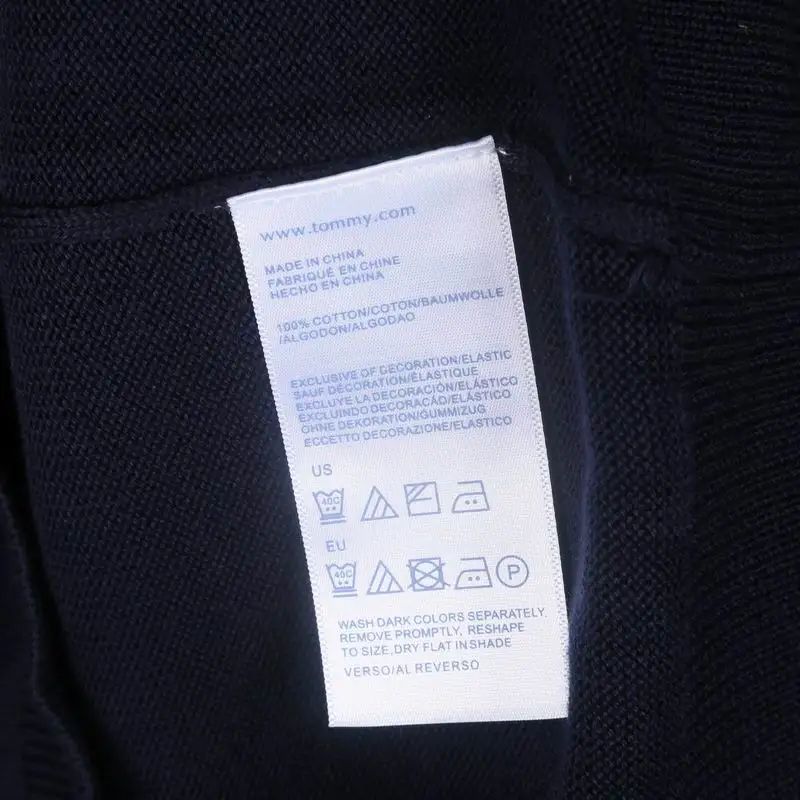 www.tommy.com
MADE IN CHINA
FABRIQUÉ EN CHINE
HECHO EN CHINA
100% COTTON/COTON/BAUMWOLLE
/ALGODON/ALGODAO
EXCLUSIVE OF DECORATION/ELASTIC
SAUF DÉCORATION/ÉLASTIQUE
EXCLUYE LA DECORACIÓN/ELÁSTICO
EXCLUINDO DECORACÃO/ELÁSTICO
OHNE DEKORATION/GUMMIZUG
ECCETTO DECORAZIONE/ELASTICO
US
40C
EU
40C P
WASH DARK COLORS SEPARATELY,
REMOVE PROMPTLY, RESHAPE
TO SIZE,DRY FLAT IN SHADE
VERSO/AL REVERSO